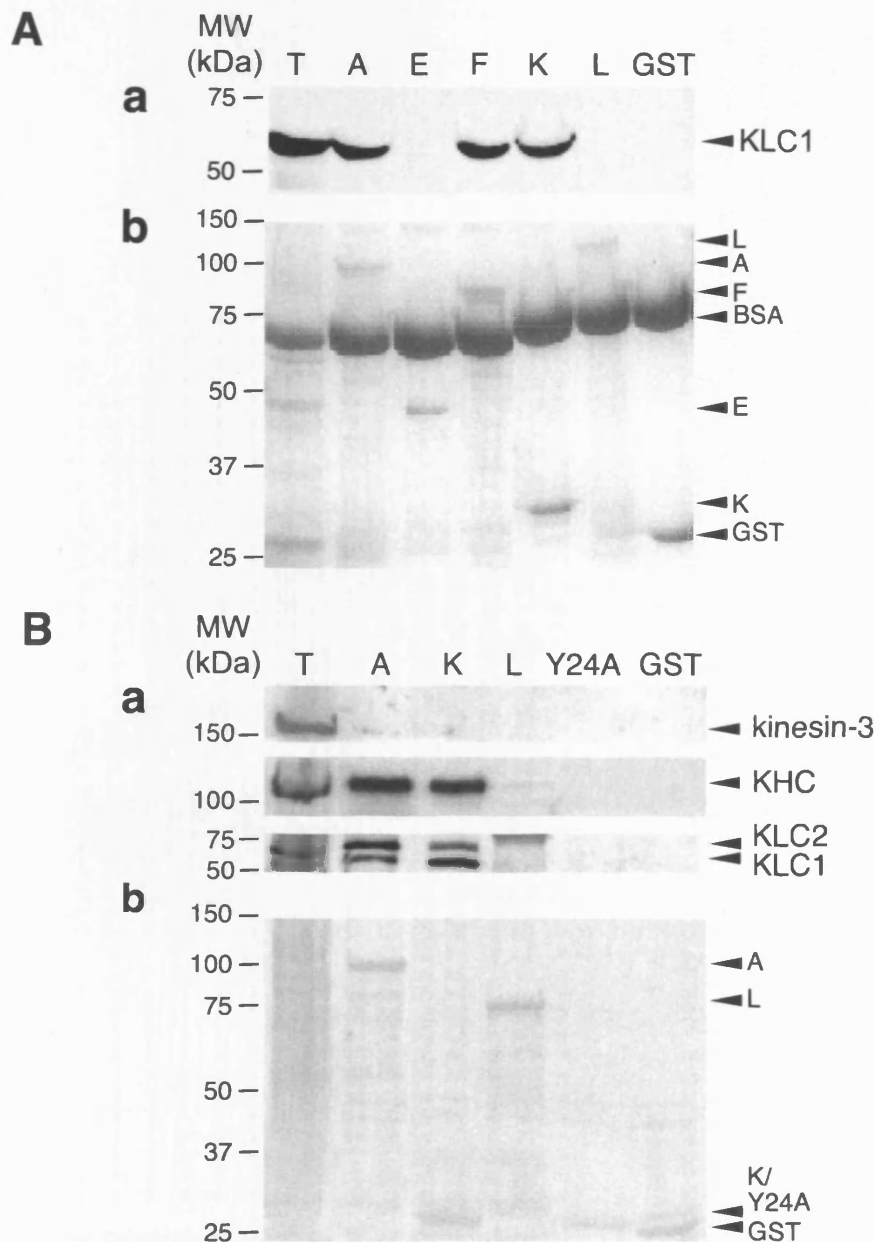 A
MW
(kDa) T A E F K L GST
a
75
KLC1
50
b
150
L
100
A
F
75
BSA
50
E
37
K
GST
25
B
MW
(kDa) T A K L Y24A GST
a
150
kinesin-3
KHC
100
75
KLC2
KLC1
50
b
150
100
A
75
L
50
37
K/
Y24A
25
GST